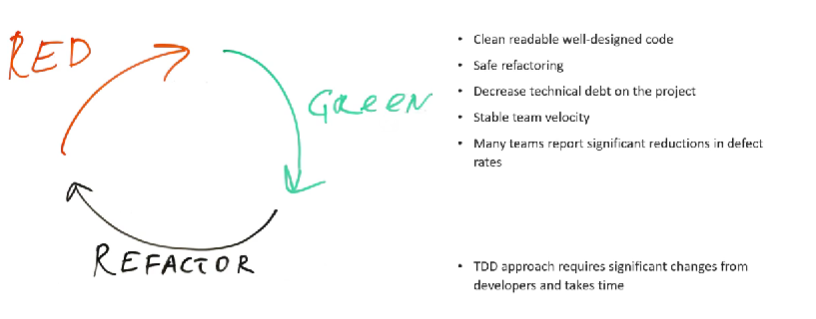 RED
GREEN
REFACTOR
• Clean readable well-designed code
• Safe refactoring
• Decrease technical debt on the project
• Stable team velocity
• Many teams report significant reductions in defect
rates
• TDD approach requires significant changes from
developers and takes time